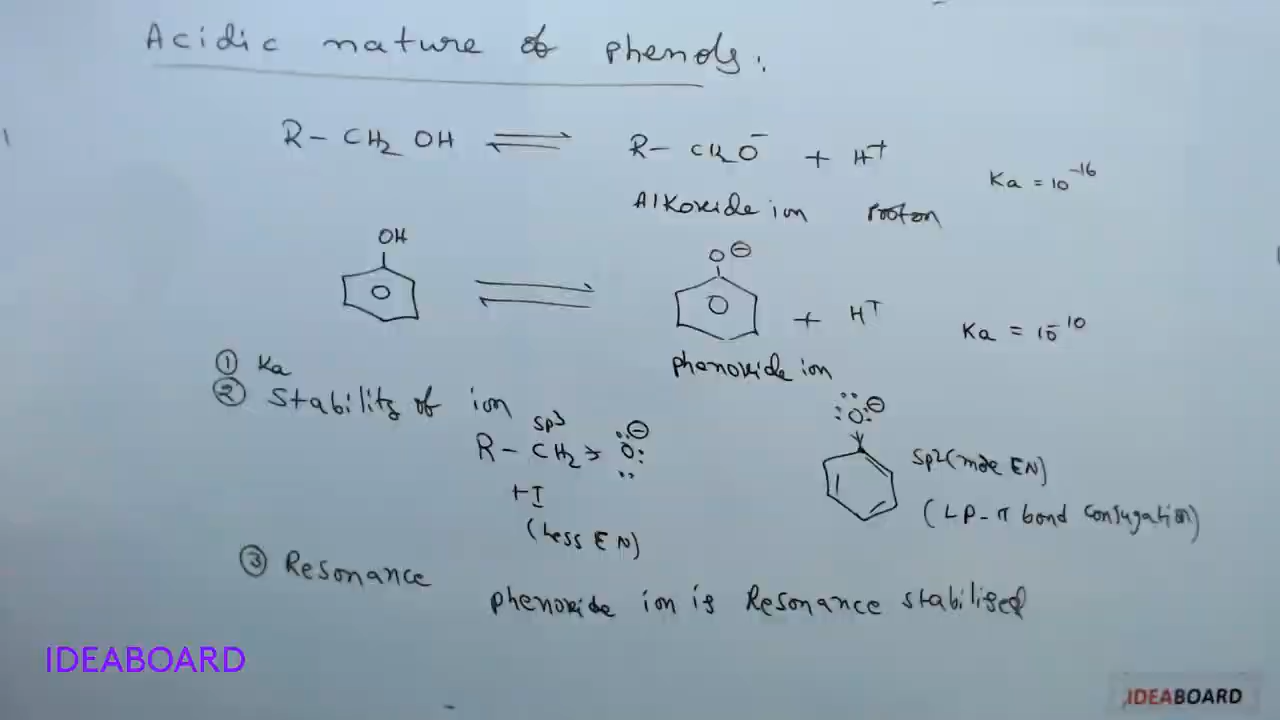 Acidic nature of phenols.
R - CH₂ OH ⇌ R - CH₂O⁻ + H⁺ Ka = 10⁻¹⁶
Alkoxide ion Proton
OH ⇌ O⊖ + H⁺ Ka = 10⁻¹⁰
phenoxide ion
① Ka
② Stability of ion
sp³
R - CH₂ > O:⊖
+I
(Less EN)
:O:⊖
sp²(more EN)
(LP-π bond conjugation)
③ Resonance
phenoxide ion is Resonance stabilised
IDEABOARD
IDEABOARD